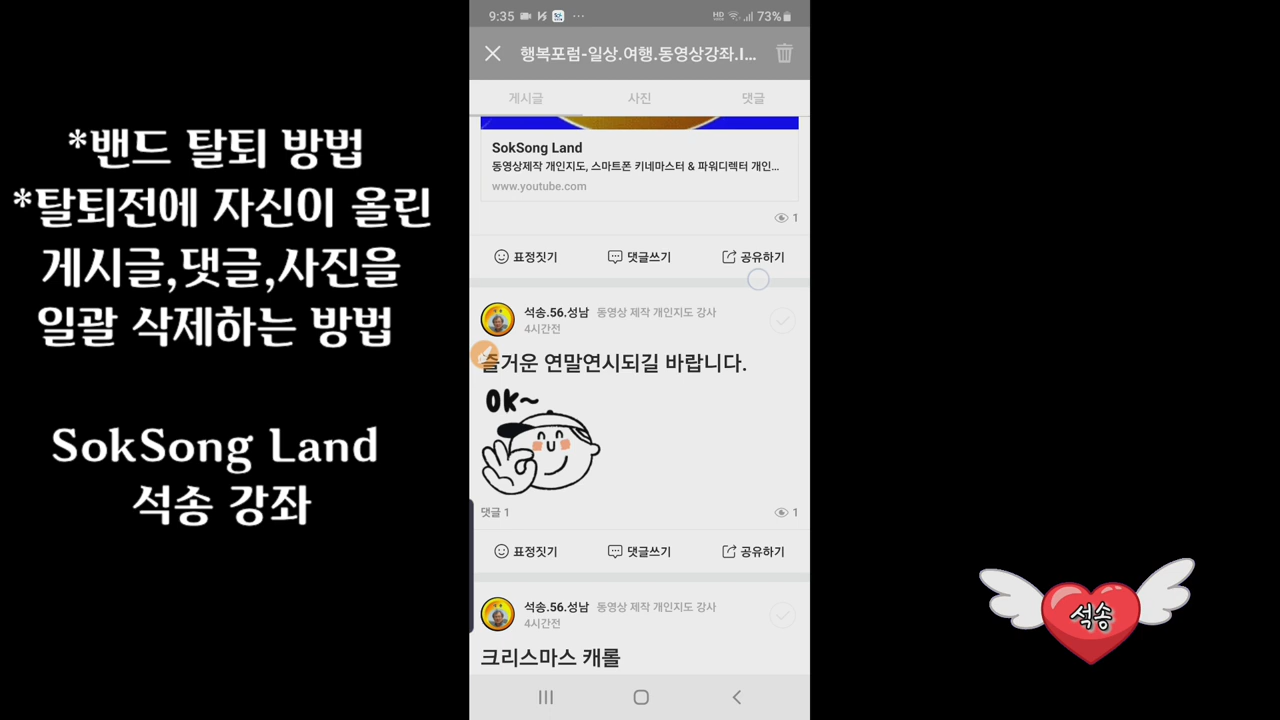 *밴드 탈퇴 방법
*탈퇴전에 자신이 올린
게시글,댓글,사진을
일괄 삭제하는 방법
SokSong Land
석송 강좌
9:35 ... 73%
행복포럼-일상.여행.동영상강좌.I...
게시글 사진 댓글
SokSong Land
동영상제작 개인지도, 스마트폰 키네마스터 & 파워디렉터 개인...
www.youtube.com
1
표정짓기 댓글쓰기 공유하기
석송.56.성남 동영상 제작 개인지도 강사
4시간전
즐거운 연말연시되길 바랍니다.
OK~
댓글 1 1
표정짓기 댓글쓰기 공유하기
석송.56.성남 동영상 제작 개인지도 강사
4시간전
크리스마스 캐롤
석송